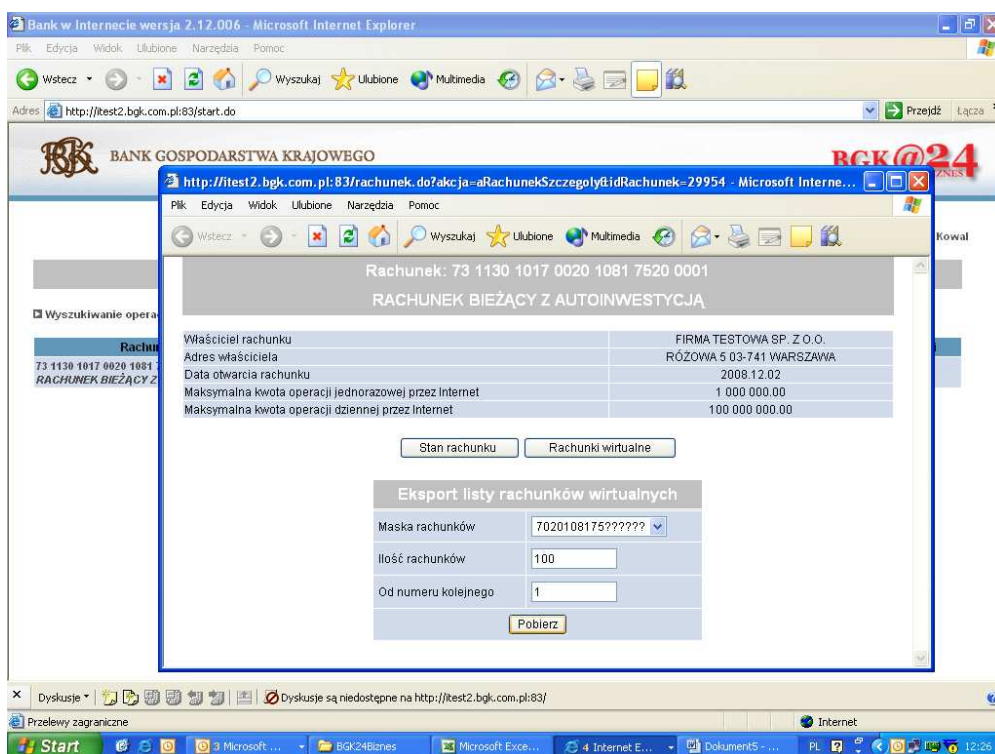 Bank w Internecie wersja 2.12.006 - Microsoft Internet Explorer
Plik Edycja Widok Ulubione Narzędzia Pomoc
Wstecz Wyszukaj Ulubione Multimedia
Adres http://itest2.bgk.com.pl:83/start.do Przejdź Łącza
BGK BANK GOSPODARSTWA KRAJOWEGO BGK@24
ZNES
http://itest2.bgk.com.pl:83/rachunek.do?akcja=aRachunekSzczegoly&idRachunek=29954 - Microsoft Interne...
Plik Edycja Widok Ulubione Narzędzia Pomoc
Wstecz Wyszukaj Ulubione Multimedia
Kowal
Rachunek: 73 1130 1017 0020 1081 7520 0001
RACHUNEK BIEŻĄCY Z AUTOINWESTYCJĄ
Wyszukiwanie opera
Rachun
73 1130 1017 0020 1081 7
RACHUNEK BIEŻĄCY Z
Właściciel rachunku FIRMA TESTOWA SP. Z O.O.
Adres właściciela RÓŻOWA 5 03-741 WARSZAWA
Data otwarcia rachunku 2008.12.02
Maksymalna kwota operacji jednorazowej przez Internet 1 000 000.00
Maksymalna kwota operacji dziennej przez Internet 100 000 000.00
Stan rachunku Rachunki wirtualne
Eksport listy rachunków wirtualnych
Maska rachunków 7020108175??????
Ilość rachunków 100
Od numeru kolejnego 1
Pobierz
Dyskusje Dyskusje są niedostępne na http://itest2.bgk.com.pl:83/
Przelewy zagraniczne Internet
Start 3 Microsoft ... BGK24Biznes Microsoft Exce... 4 Internet E... Dokument5 - ... PL 12:26